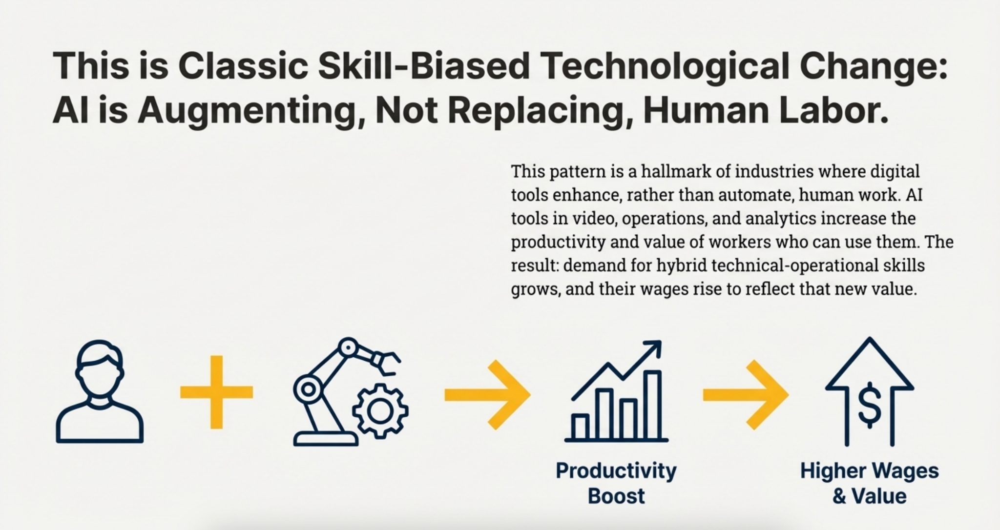 This is Classic Skill-Biased Technological Change:
AI is Augmenting, Not Replacing, Human Labor.
This pattern is a hallmark of industries where digital
tools enhance, rather than automate, human work. AI
tools in video, operations, and analytics increase the
productivity and value of workers who can use them. The
result: demand for hybrid technical-operational skills
grows, and their wages rise to reflect that new value.
$
Productivity
Boost
Higher Wages
& Value